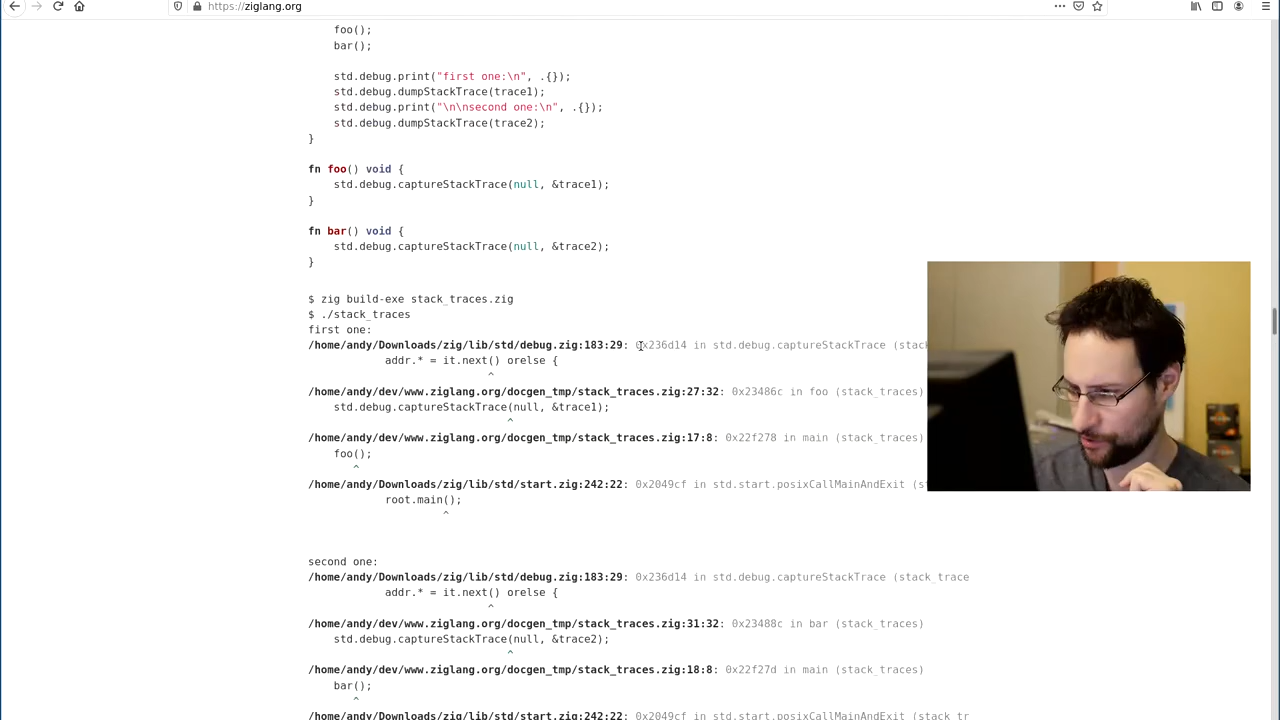 https://ziglang.org
foo();
bar();
std.debug.print("first one:\n", .{});
std.debug.dumpStackTrace(trace1);
std.debug.print("\n\nsecond one:\n", .{});
std.debug.dumpStackTrace(trace2);
}
fn foo() void {
std.debug.captureStackTrace(null, &trace1);
}
fn bar() void {
std.debug.captureStackTrace(null, &trace2);
}
$ zig build-exe stack_traces.zig
$ ./stack_traces
first one:
/home/andy/Downloads/zig/lib/std/debug.zig:183:29: 0x236d14 in std.debug.captureStackTrace (stack
addr.* = it.next() orelse {
^
/home/andy/dev/www.ziglang.org/docgen_tmp/stack_traces.zig:27:32: 0x23486c in foo (stack_traces)
std.debug.captureStackTrace(null, &trace1);
^
/home/andy/dev/www.ziglang.org/docgen_tmp/stack_traces.zig:17:8: 0x22f278 in main (stack_traces)
foo();
^
/home/andy/Downloads/zig/lib/std/start.zig:242:22: 0x2049cf in std.start.posixCallMainAndExit (st
root.main();
^
second one:
/home/andy/Downloads/zig/lib/std/debug.zig:183:29: 0x236d14 in std.debug.captureStackTrace (stack_trace
addr.* = it.next() orelse {
^
/home/andy/dev/www.ziglang.org/docgen_tmp/stack_traces.zig:31:32: 0x23488c in bar (stack_traces)
std.debug.captureStackTrace(null, &trace2);
^
/home/andy/dev/www.ziglang.org/docgen_tmp/stack_traces.zig:18:8: 0x22f27d in main (stack_traces)
bar();
^
/home/andy/Downloads/zig/lib/std/start.zig:242:22: 0x2049cf in std.start.posixCallMainAndExit (stack_tr